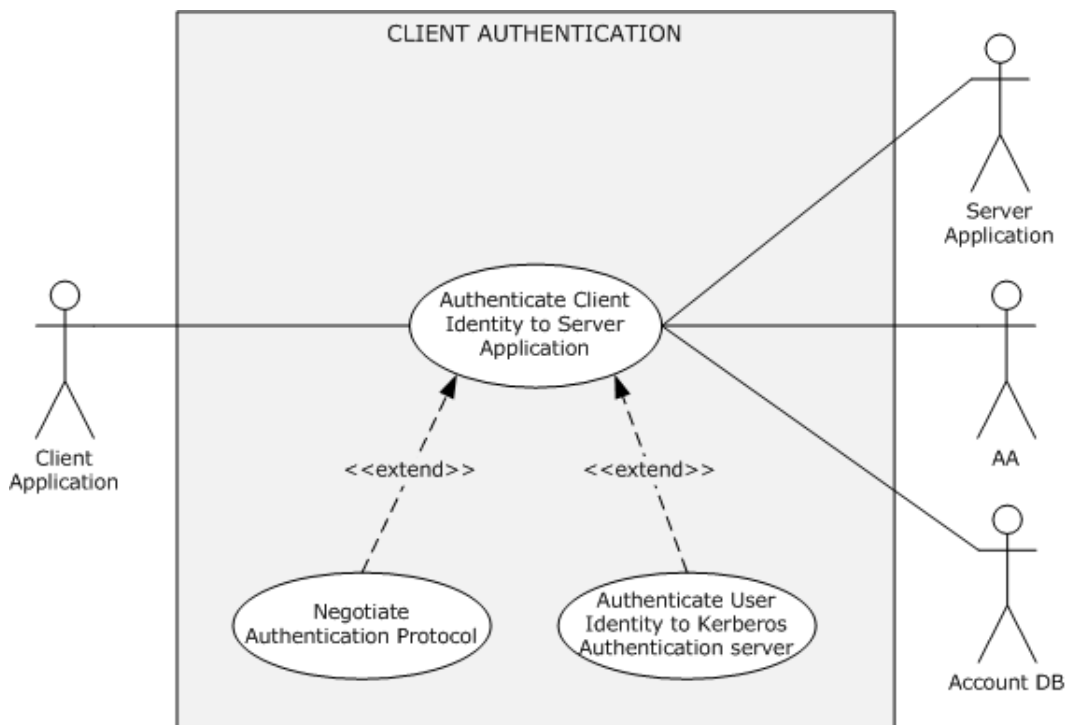 CLIENT AUTHENTICATION
Server
Application
Authenticate Client
Identity to Server
Application
Client
Application
AA
<<extend>>
<<extend>>
Negotiate
Authentication Protocol
Authenticate User
Identity to Kerberos
Authentication server
Account DB